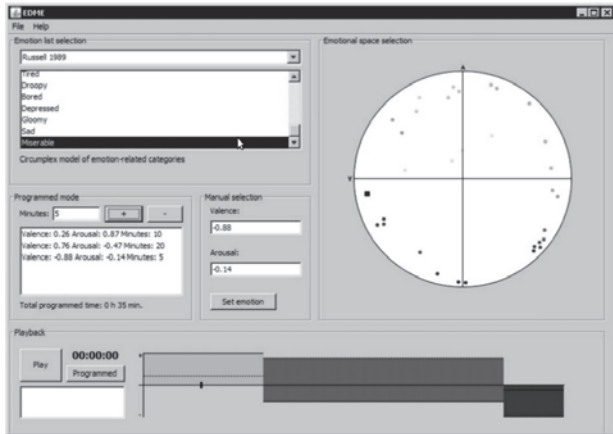 EDME
File Help
Emotion list selection
Russell 1989
Tired
Droopy
Bored
Depressed
Gloomy
Sad
Miserable
Circumplex model of emotion-related categories
Emotional space selection
A
V
Programmed mode
Minutes: 5 + -
Valence: 0.26 Arousal: 0.87 Minutes: 10
Valence: 0.76 Arousal: -0.47 Minutes: 20
Valence: -0.88 Arousal: -0.14 Minutes: 5
Total programmed time: 0 h 35 min.
Manual selection
Valence:
-0.88
Arousal:
-0.14
Set emotion
Playback
Play
00:00:00
Programmed
+
-